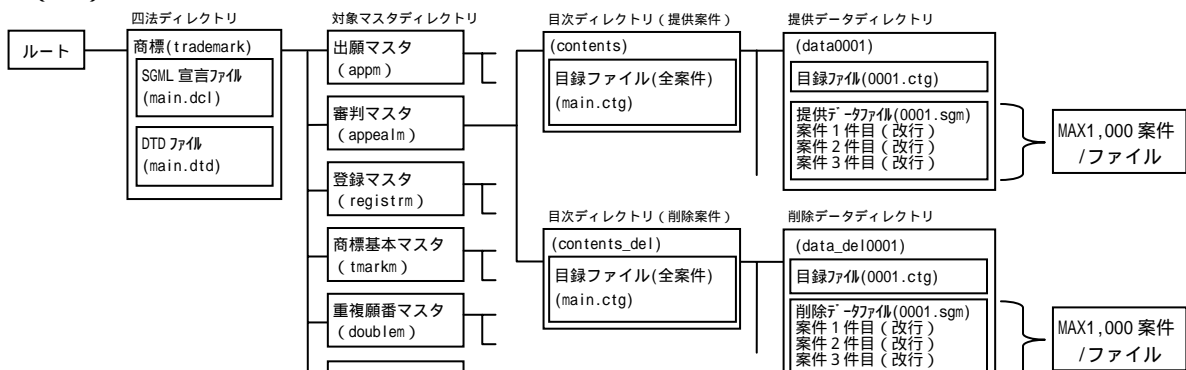 四法ディレクトリ
対象マスタディレクトリ
目次ディレクトリ(提供案件)
提供データディレクトリ
ルート
商標(trademark)
SGML 宣言ファイル
(main.dcl)
DTD ファイル
(main.dtd)
出願マスタ
(appm)
審判マスタ
(appealm)
登録マスタ
(registrm)
商標基本マスタ
(tmarkm)
重複願番マスタ
(doublem)
(contents)
目録ファイル(全案件)
(main.ctg)
(data0001)
目録ファイル(0001.ctg)
提供データファイル(0001.sgm)
案件1件目(改行)
案件2件目(改行)
案件3件目(改行)
MAX1,000 案件
/ファイル
目次ディレクトリ(削除案件)
削除データディレクトリ
(contents_del)
目録ファイル(全案件)
(main.ctg)
(data_del0001)
目録ファイル(0001.ctg)
削除データファイル(0001.sgm)
案件1件目(改行)
案件2件目(改行)
案件3件目(改行)
MAX1,000 案件
/ファイル